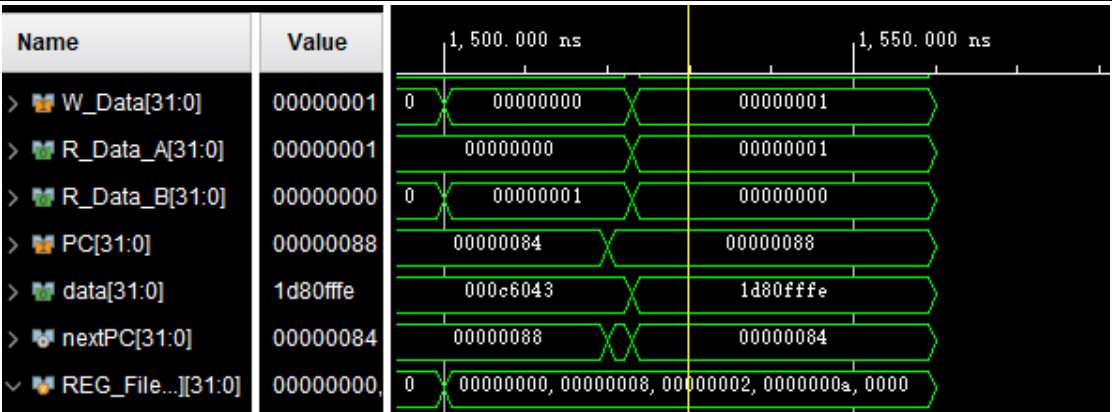 Name Value 1,500.000 ns 1,550.000 ns
> W_Data[31:0] 00000001 0 00000000 00000001
> R_Data_A[31:0] 00000001 00000000 00000001
> R_Data_B[31:0] 00000000 0 00000001 00000000
> PC[31:0] 00000088 00000084 00000088
> data[31:0] 1d80fffe 000c6043 1d80fffe
> nextPC[31:0] 00000084 00000088 00000084
REG_File...][31:0] 00000000, 0 00000000, 00000008, 00000002, 0000000a, 0000